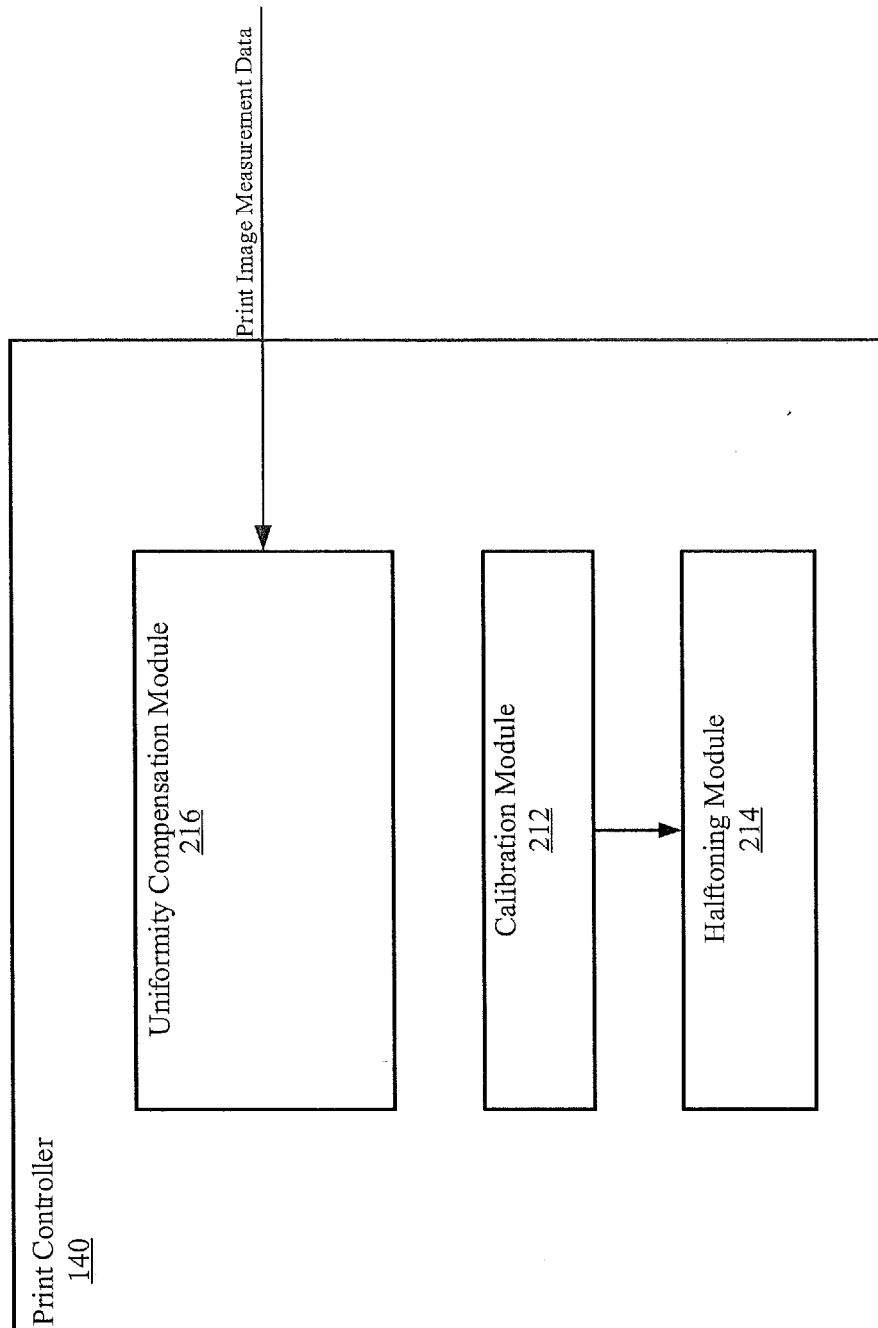 Print Controller
140
Uniformity Compensation Module
216
Print Image Measurement Data
Calibration Module
212
Halftoning Module
214